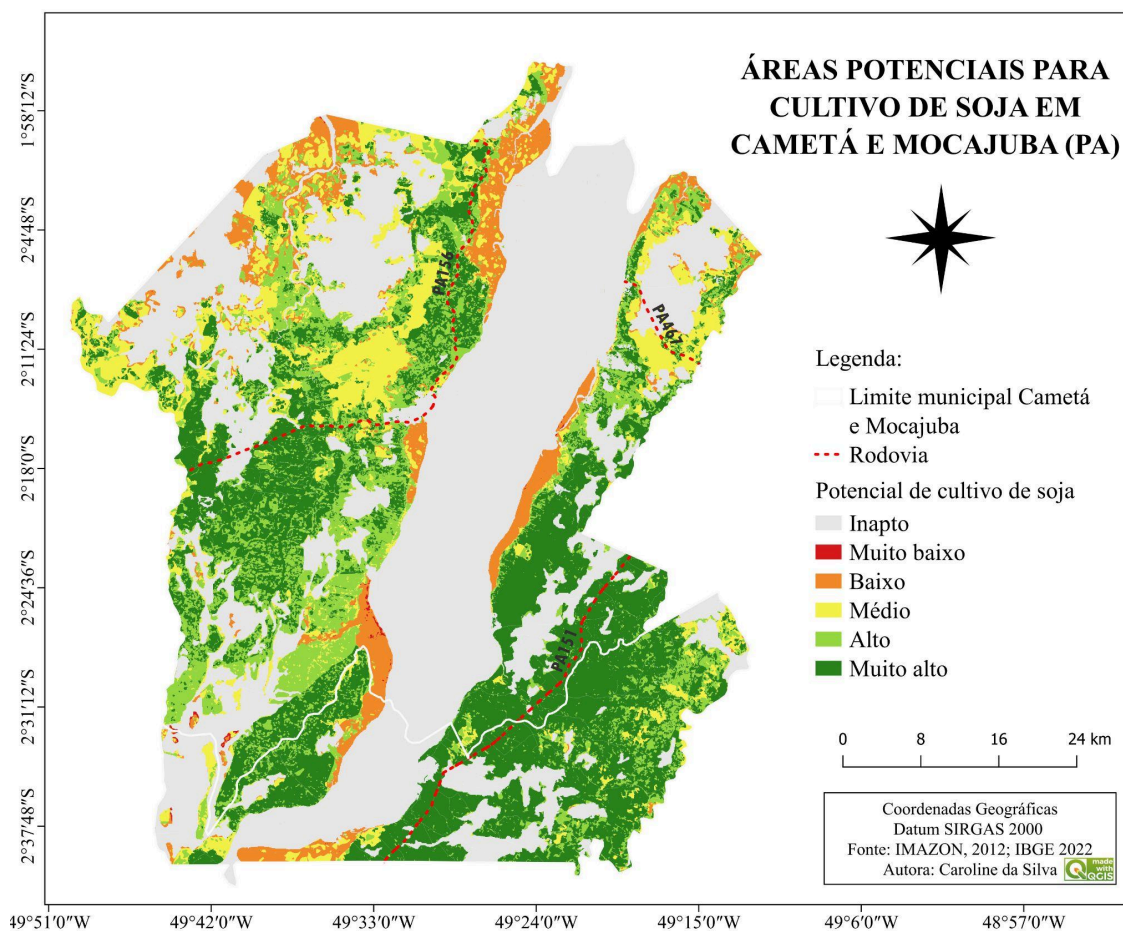 ÁREAS POTENCIAIS PARA
CULTIVO DE SOJA EM
CAMETÁ E MOCAJUBA (PA)
1°58'12"S
2°4'48"S
2°11'24"S
2°18'0"S
2°24'36"S
2°31'12"S
2°37'48"S
PA156
PA467
PA151
Legenda:
Limite municipal Cametá
e Mocajuba
Rodovia
Potencial de cultivo de soja
Inapto
Muito baixo
Baixo
Médio
Alto
Muito alto
0 8 16 24 km
Coordenadas Geográficas
Datum SIRGAS 2000
Fonte: IMAZON, 2012; IBGE 2022
Autora: Caroline da Silva
made
with
QGIS
49°51'0"W 49°42'0"W 49°33'0"W 49°24'0"W 49°15'0"W 49°6'0"W 48°57'0"W